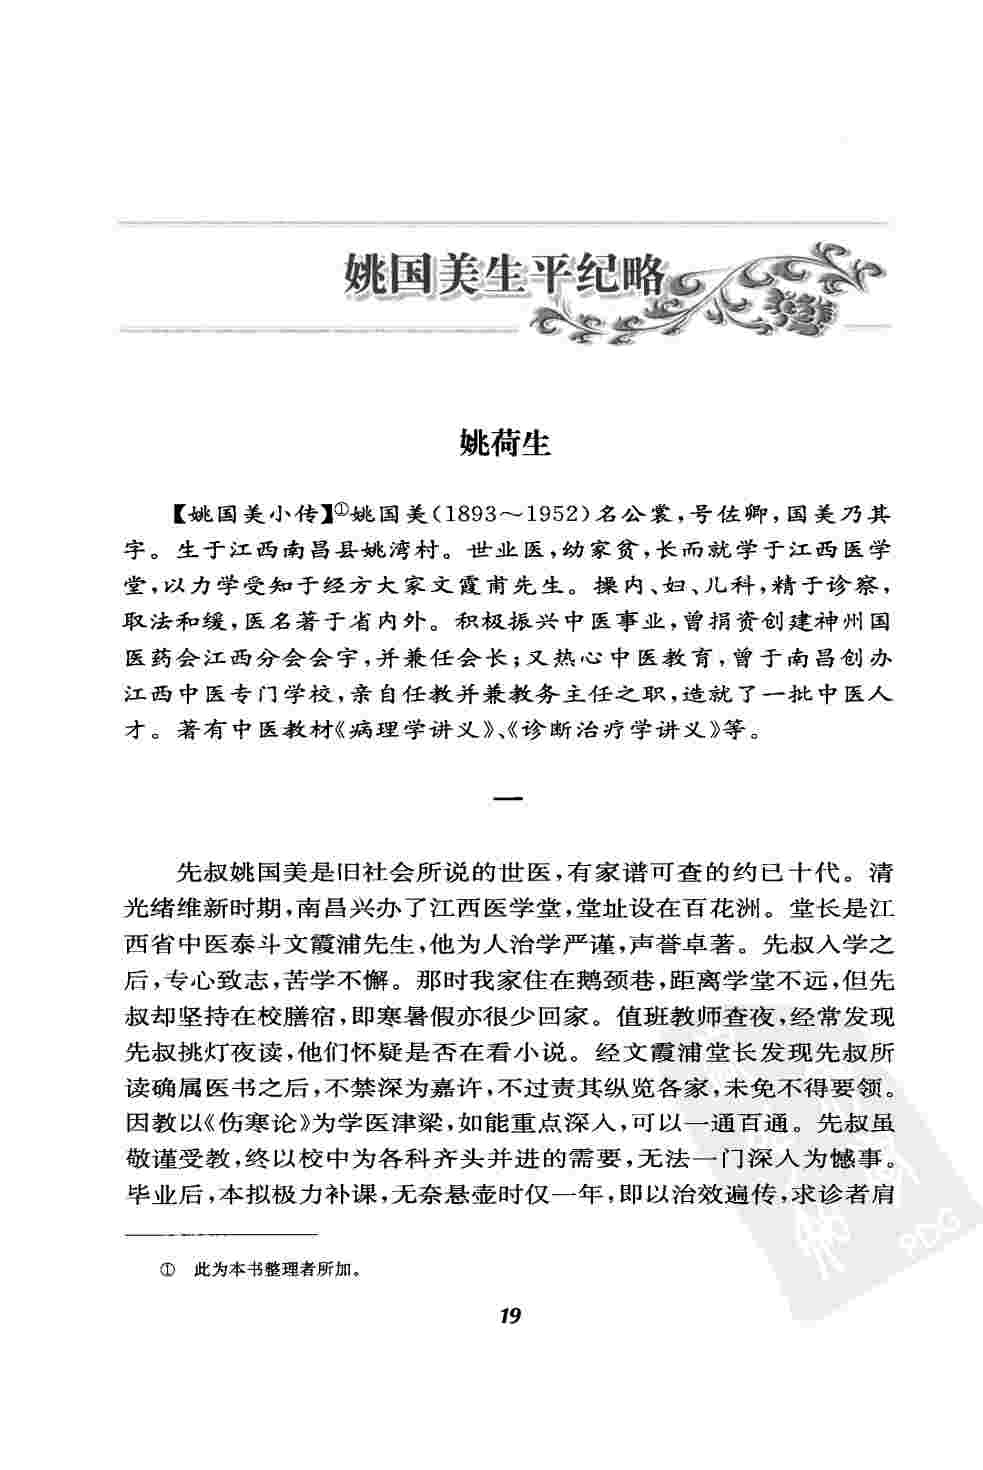 姚国美生平纪略
姚荷生
【姚国美小传】①姚国美(1893～1952)名公裳,号佐卿,国美乃其
字。生于江西南昌县姚湾村。世业医,幼家贫,长而就学于江西医学
堂,以力学受知于经方大家文霞甫先生。操内、妇、儿科,精于诊察,
取法和缓,医名著于省内外。积极振兴中医事业,曾捐资创建神州国
医药会江西分会会宇,并兼任会长;又热心中医教育,曾于南昌创办
江西中医专门学校,亲自任教并兼教务主任之职,造就了一批中医人
才。著有中医教材《病理学讲义》、《诊断治疗学讲义》等。
一
先叔姚国美是旧社会所说的世医,有家谱可查的约已十代。清
光绪维新时期,南昌兴办了江西医学堂,堂址设在百花洲。堂长是江
西省中医泰斗文霞浦先生,他为人治学严谨,声誉卓著。先叔入学之
后,专心致志,苦学不懈。那时我家住在鹅颈巷,距离学堂不远,但先
叔却坚持在校膳宿,即寒暑假亦很少回家。值班教师查夜,经常发现
先叔挑灯夜读,他们怀疑是否在看小说。经文霞浦堂长发现先叔所
读确属医书之后,不禁深为嘉许,不过责其纵览各家,未免不得要领。
因教以《伤寒论》为学医津梁,如能重点深入,可以一通百通。先叔虽
敬谨受教,终以校中为各科齐头并进的需要,无法一门深入为憾事。
毕业后,本拟极力补课,无奈悬壶时仅一年,即以治效遍传,求诊者肩
① 此为本书整理者所加。
19
PDG